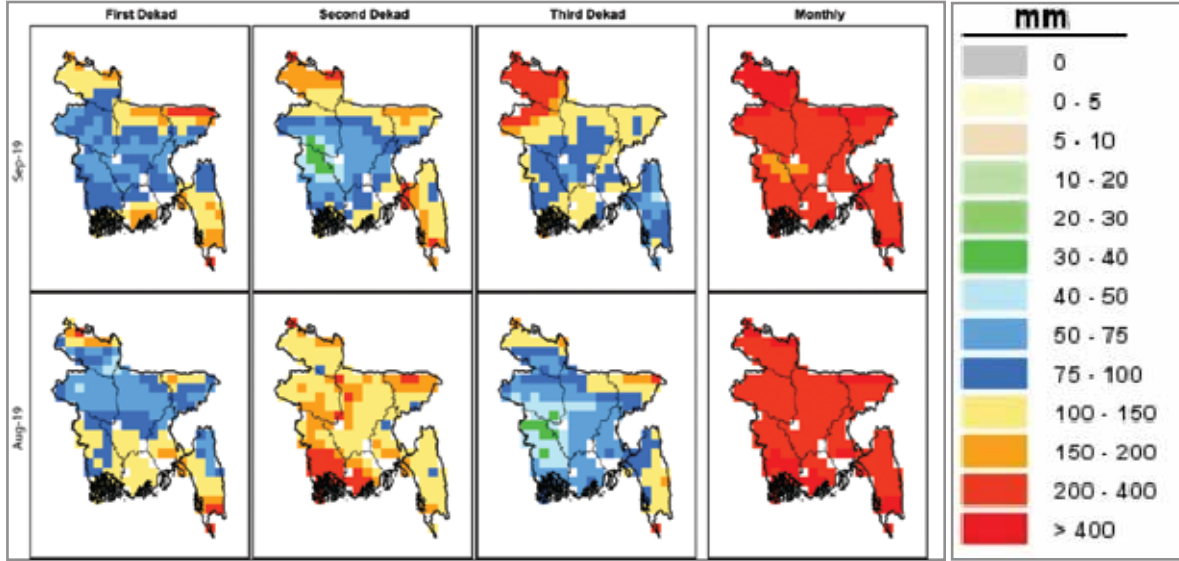 First Dekad Second Dekad Third Dekad Monthly
Sep-19
Aug-19
mm
0
0 - 5
5 - 10
10 - 20
20 - 30
30 - 40
40 - 50
50 - 75
75 - 100
100 - 150
150 - 200
200 - 400
> 400